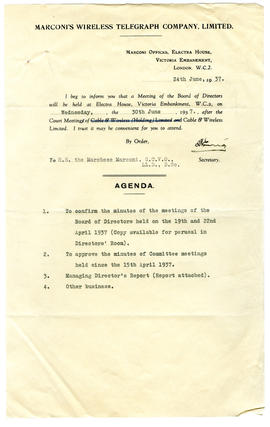 MARCONI'S WIRELESS TELEGRAPH COMPANY, LIMITED.
MARCONI OFFICES, ELECTRA HOUSE,
VICTORIA EMBANKMENT,
LONDON. W.C.2.
24th June, 1937.
I beg to inform you that a Meeting of the Board of Directors
will be held at Electra House, Victoria Embankment, W.C.2, on
Wednesday, the 30th June, 1937, after the
Court Meeting of Cable & Wireless (Holding) Limited and Cable & Wireless
Limited. I trust it may be convenient for you to attend.
By Order,
Secretary.
To H.E. the Marchese Marconi, G.C.V.O.,
LL.D., D.Sc.
AGENDA.
1. To confirm the minutes of the meetings of the
Board of Directors held on the 19th and 22nd
April 1937 (Copy available for perusal in
Directors' Room).
2. To approve the minutes of Committee meetings
held since the 15th April 1937.
3. Managing Director's Report (Report attached).
4. Other business.